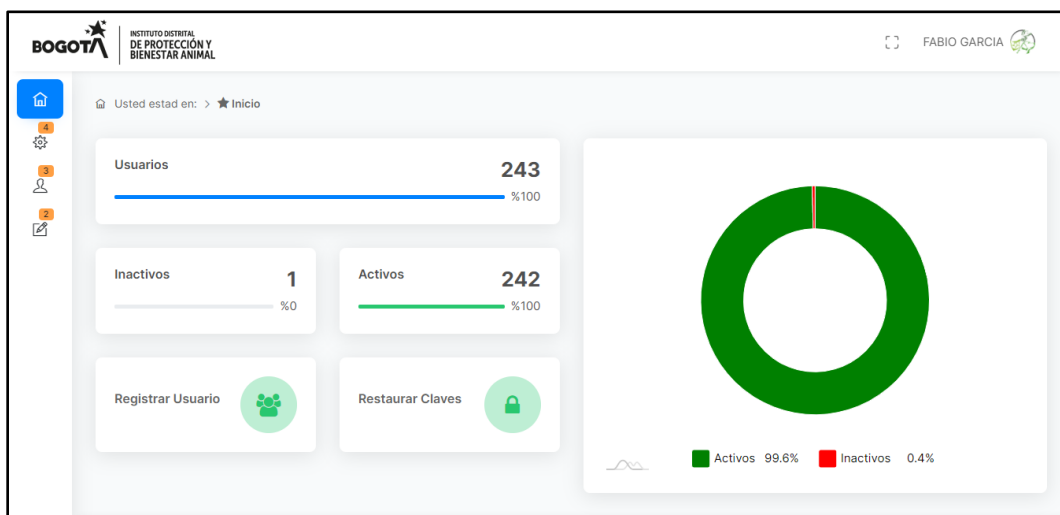 BOGOTÁ
INSTITUTO DISTRITAL
DE PROTECCIÓN Y
BIENESTAR ANIMAL
FABIO GARCIA
Usted estad en: > Inicio
4
3
2
Usuarios 243
%100
Inactivos 1
%0
Activos 242
%100
Registrar Usuario
Restaurar Claves
Activos 99.6% Inactivos 0.4%